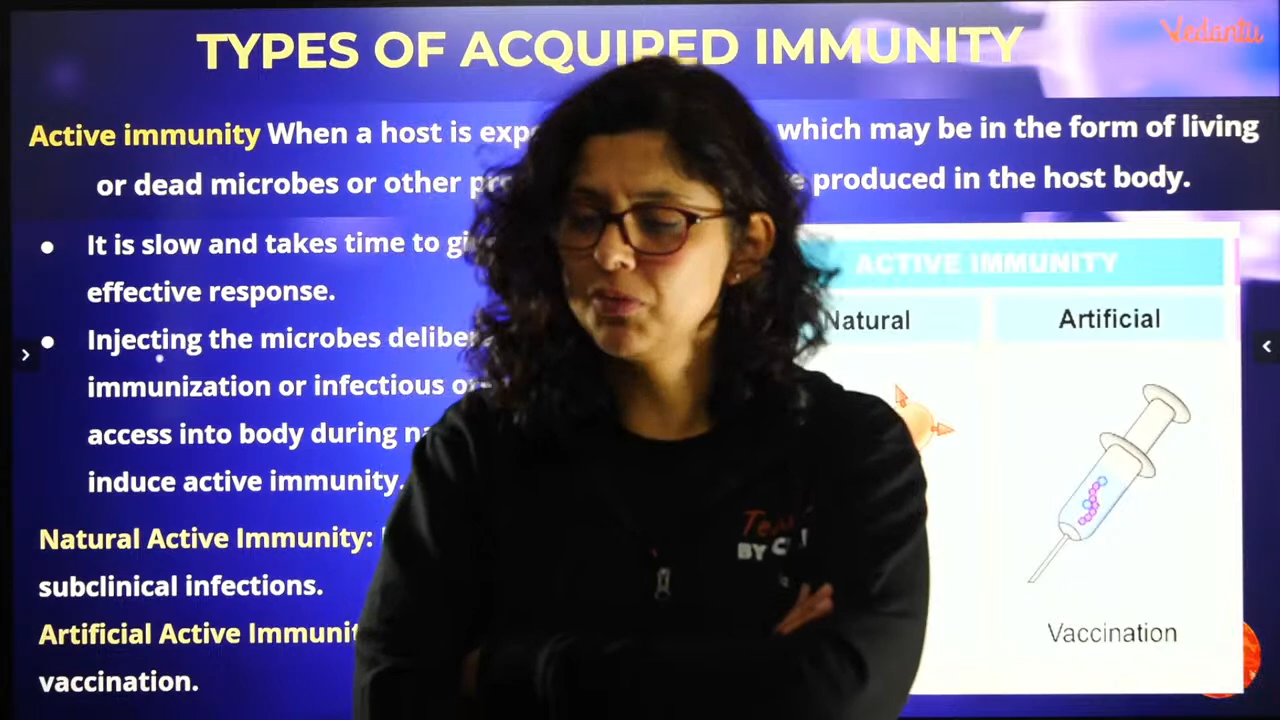 TYPES OF ACQUIRED IMMUNITY
Vedantu
Active immunity When a host is which may be in the form of living
or dead microbes or other produced in the host body.
It is slow and takes time to
effective response.
Injecting the microbes
immunization or infectious
access into body during
induce active immunity.
Natural Active Immunity:
subclinical infections.
Artificial Active
vaccination.
ACTIVE IMMUNITY
Natural
Artificial
Vaccination
BY